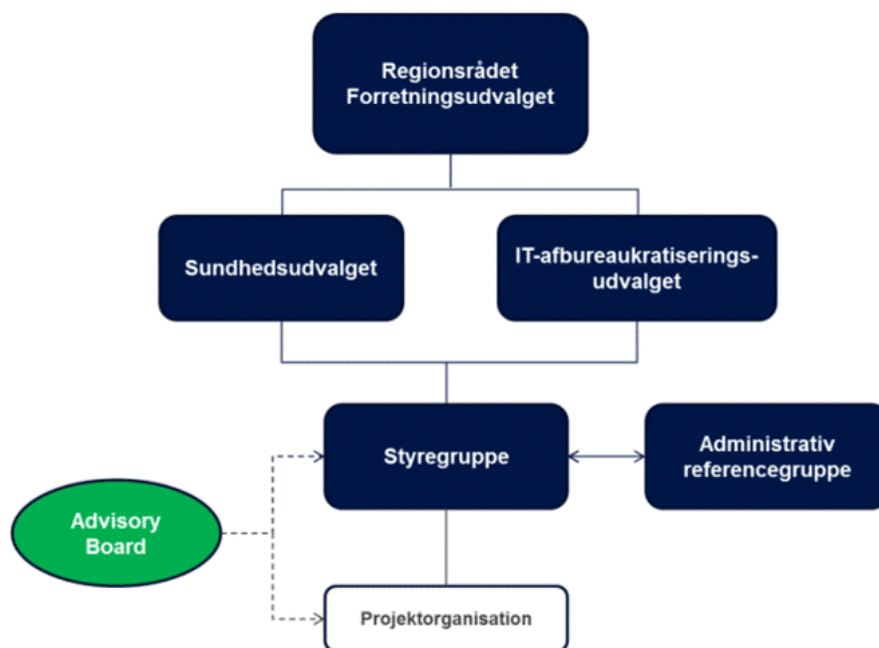 Regionsrådet
Forretningsudvalget
Sundhedsudvalget
IT-afbureaukratiserings-
udvalget
Styregruppe
Administrativ
referencegruppe
Advisory
Board
Projektorganisation